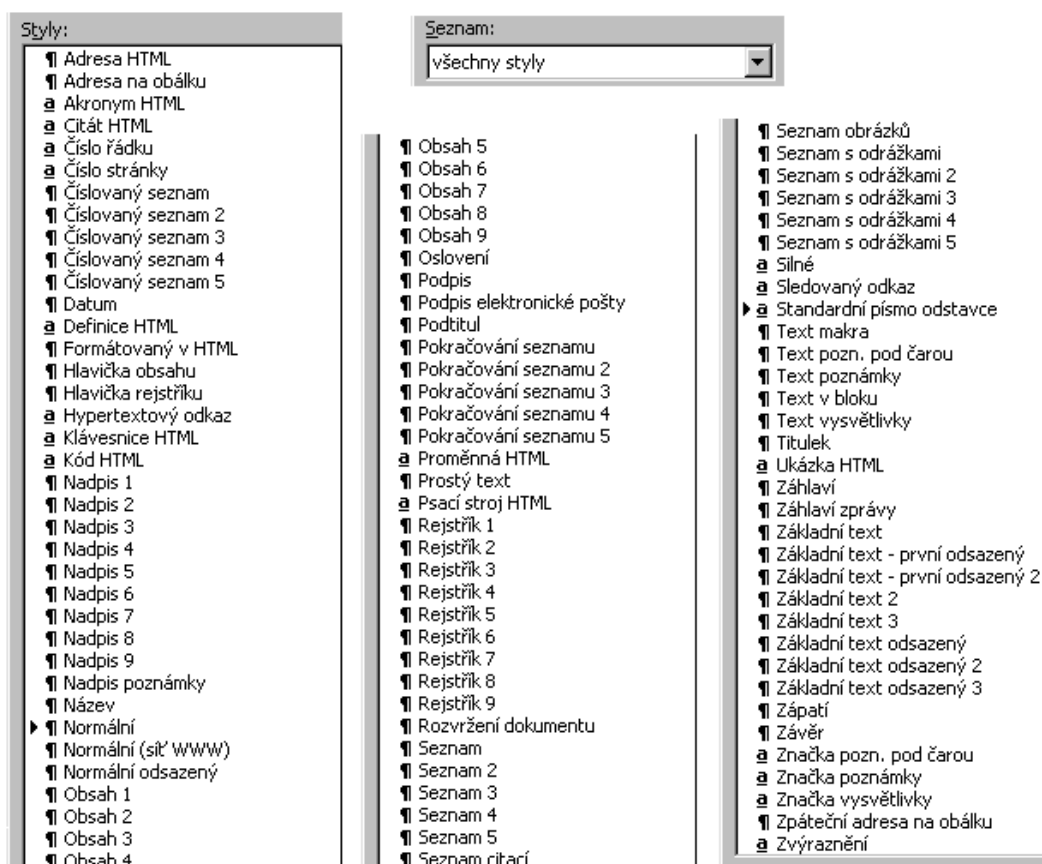 Styly:
¶ Adresa HTML
¶ Adresa na obálku
a Akronym HTML
a Citát HTML
a Číslo řádku
a Číslo stránky
¶ Číslovaný seznam
¶ Číslovaný seznam 2
¶ Číslovaný seznam 3
¶ Číslovaný seznam 4
¶ Číslovaný seznam 5
¶ Datum
a Definice HTML
¶ Formátovaný v HTML
¶ Hlavička obsahu
¶ Hlavička rejstříku
a Hypertextový odkaz
a Klávesnice HTML
a Kód HTML
¶ Nadpis 1
¶ Nadpis 2
¶ Nadpis 3
¶ Nadpis 4
¶ Nadpis 5
¶ Nadpis 6
¶ Nadpis 7
¶ Nadpis 8
¶ Nadpis 9
¶ Nadpis poznámky
¶ Název
¶ Normální
¶ Normální (síť WWW)
¶ Normální odsazený
¶ Obsah 1
¶ Obsah 2
¶ Obsah 3
¶ Obsah 4
Seznam:
všechny styly
¶ Obsah 5
¶ Obsah 6
¶ Obsah 7
¶ Obsah 8
¶ Obsah 9
¶ Oslovení
¶ Podpis
¶ Podpis elektronické pošty
¶ Podtitul
¶ Pokračování seznamu
¶ Pokračování seznamu 2
¶ Pokračování seznamu 3
¶ Pokračování seznamu 4
¶ Pokračování seznamu 5
a Proměnná HTML
¶ Prostý text
a Psací stroj HTML
¶ Rejstřík 1
¶ Rejstřík 2
¶ Rejstřík 3
¶ Rejstřík 4
¶ Rejstřík 5
¶ Rejstřík 6
¶ Rejstřík 7
¶ Rejstřík 8
¶ Rejstřík 9
¶ Rozvržení dokumentu
¶ Seznam
¶ Seznam 2
¶ Seznam 3
¶ Seznam 4
¶ Seznam 5
¶ Seznam citací
¶ Seznam obrázků
¶ Seznam s odrážkami
¶ Seznam s odrážkami 2
¶ Seznam s odrážkami 3
¶ Seznam s odrážkami 4
¶ Seznam s odrážkami 5
a Silné
a Sledovaný odkaz
a Standardní písmo odstavce
¶ Text makra
¶ Text pozn. pod čarou
¶ Text poznámky
¶ Text v bloku
¶ Text vysvětlivky
¶ Titulek
a Ukázka HTML
¶ Záhlaví
¶ Záhlaví zprávy
¶ Základní text
¶ Základní text - první odsazený
¶ Základní text - první odsazený 2
¶ Základní text 2
¶ Základní text 3
¶ Základní text odsazený
¶ Základní text odsazený 2
¶ Základní text odsazený 3
¶ Zápatí
¶ Závěr
a Značka pozn. pod čarou
a Značka poznámky
a Značka vysvětlivky
¶ Zpáteční adresa na obálku
a Zvýraznění